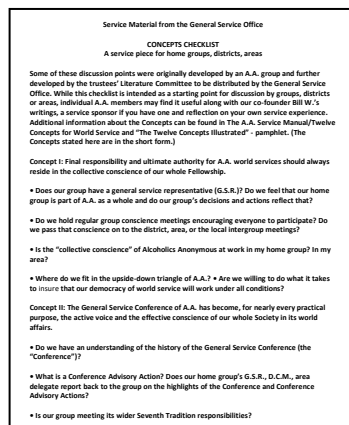 Service Material from the General Service Office
CONCEPTS CHECKLIST
A service piece for home groups, districts, areas
Some of these discussion points were originally developed by an A.A. group and further
developed by the trustees' Literature Committee to be distributed by the General Service
Office. While this checklist is intended as a starting point for discussion by groups, districts
or areas, individual A.A. members may find it useful along with our co-founder Bill W.'s
writings, a service sponsor if you have one and reflection on your own service experience.
Additional information about the Concepts can be found in The A.A. Service Manual/Twelve
Concepts for World Service and "The Twelve Concepts Illustrated" - pamphlet. (The
Concepts stated here are in the short form.)
Concept I: Final responsibility and ultimate authority for A.A. world services should always
reside in the collective conscience of our whole Fellowship.
• Does our group have a general service representative (G.S.R.)? Do we feel that our home
group is part of A.A. as a whole and do our group's decisions and actions reflect that?
• Do we hold regular group conscience meetings encouraging everyone to participate? Do
we pass that conscience on to the district, area, or the local intergroup meetings?
• Is the "collective conscience" of Alcoholics Anonymous at work in my home group? In my
area?
• Where do we fit in the upside-down triangle of A.A.? • Are we willing to do what it takes
to insure that our democracy of world service will work under all conditions?
Concept II: The General Service Conference of A.A. has become, for nearly every practical
purpose, the active voice and the effective conscience of our whole Society in its world
affairs.
• Do we have an understanding of the history of the General Service Conference (the
"Conference")?
• What is a Conference Advisory Action? Does our home group's G.S.R., D.C.M., area
delegate report back to the group on the highlights of the Conference and Conference
Advisory Actions?
• Is our group meeting its wider Seventh Tradition responsibilities?